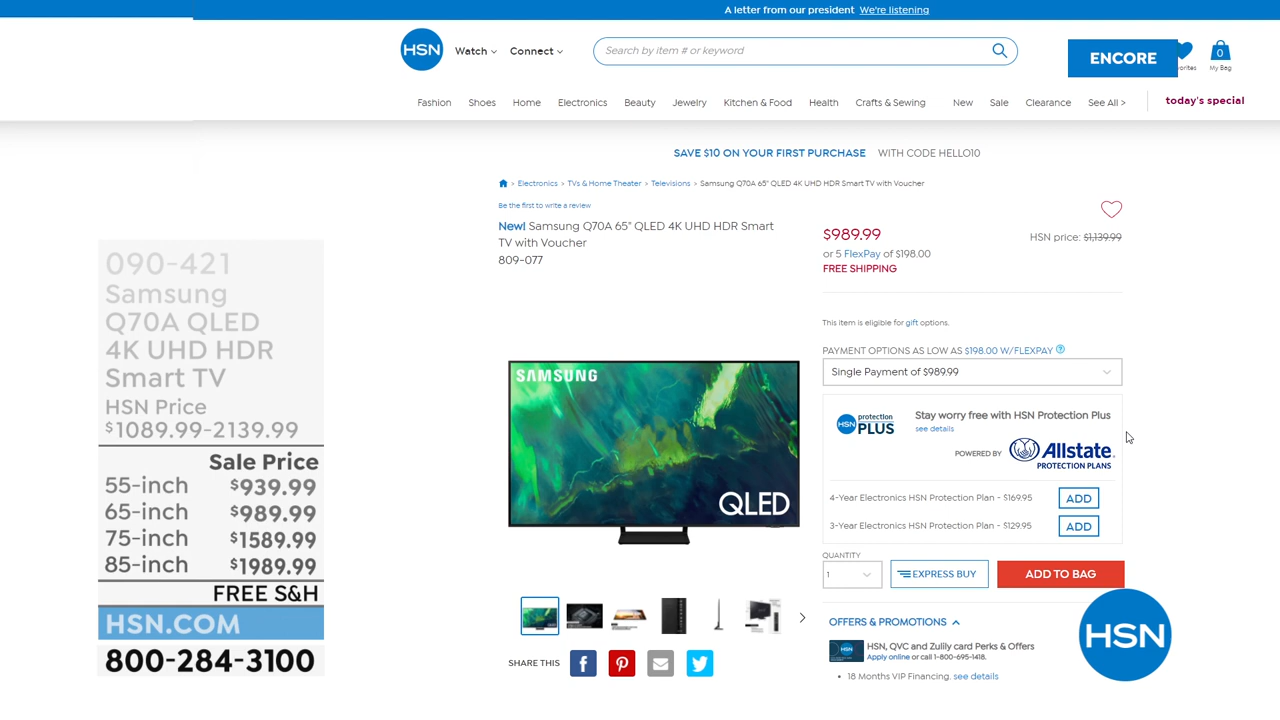 A letter from our president We're listening
HSN
Watch
Connect
Search by item # or keyword
ENCORE
orites
0
My Bag
Fashion
Shoes
Home
Electronics
Beauty
Jewelry
Kitchen & Food
Health
Crafts & Sewing
New
Sale
Clearance
See All >
today's special
SAVE $10 ON YOUR FIRST PURCHASE WITH CODE HELLO10
> Electronics > TVs & Home Theater > Televisions > Samsung Q70A 65" QLED 4K UHD HDR Smart TV with Voucher
Be the first to write a review
New! Samsung Q70A 65" QLED 4K UHD HDR Smart
TV with Voucher
809-077
$989.99
HSN price: $1,139.99
or 5 FlexPay of $198.00
FREE SHIPPING
This item is eligible for gift options.
PAYMENT OPTIONS AS LOW AS $198.00 W/FLEXPAY ?
Single Payment of $989.99
HSN protection PLUS
Stay worry free with HSN Protection Plus
see details
POWERED BY Allstate.
PROTECTION PLANS
4-Year Electronics HSN Protection Plan - $169.95
ADD
3-Year Electronics HSN Protection Plan - $129.95
ADD
QUANTITY
1
EXPRESS BUY
ADD TO BAG
OFFERS & PROMOTIONS
HSN, QVC and Zulily card Perks & Offers
Apply online or call 1-800-695-1418.
• 18 Months VIP Financing. see details
HSN
SAMSUNG
QLED
SHARE THIS
090-421
Samsung
Q70A QLED
4K UHD HDR
Smart TV
HSN Price
$1089.99-2139.99
Sale Price
55-inch $939.99
65-inch $989.99
75-inch $1589.99
85-inch $1989.99
FREE S&H
HSN.COM
800-284-3100